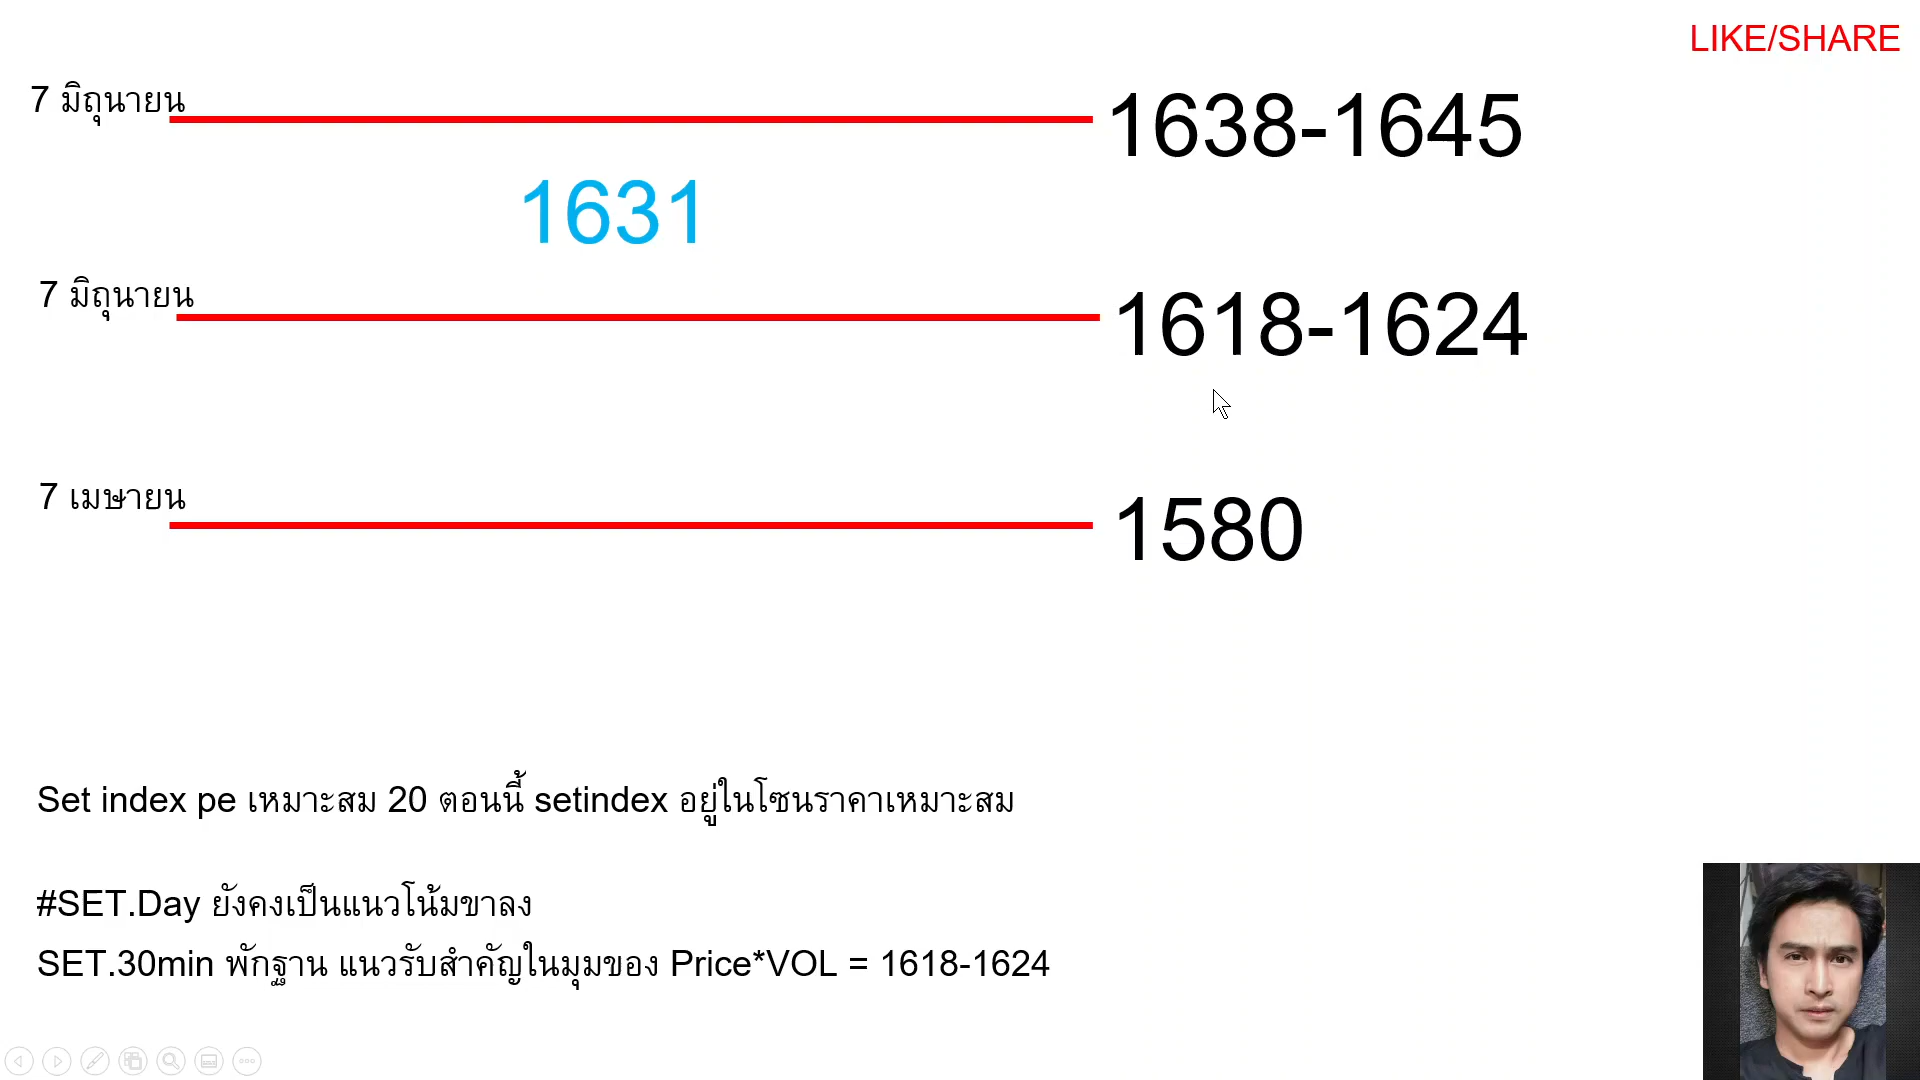 LIKE/SHARE
7 มิถุนายน
1638-1645
1631
7 มิถุนายน
1618-1624
7 เมษายน
1580
Set index pe เหมาะสม 20 ตอนนี้ setindex อยู่ในโซนราคาเหมาะสม
#SET.Day ยังคงเป็นแนวโน้มขาลง
SET.30min พักฐาน แนวรับสำคัญในมุมของ Price*VOL = 1618-1624